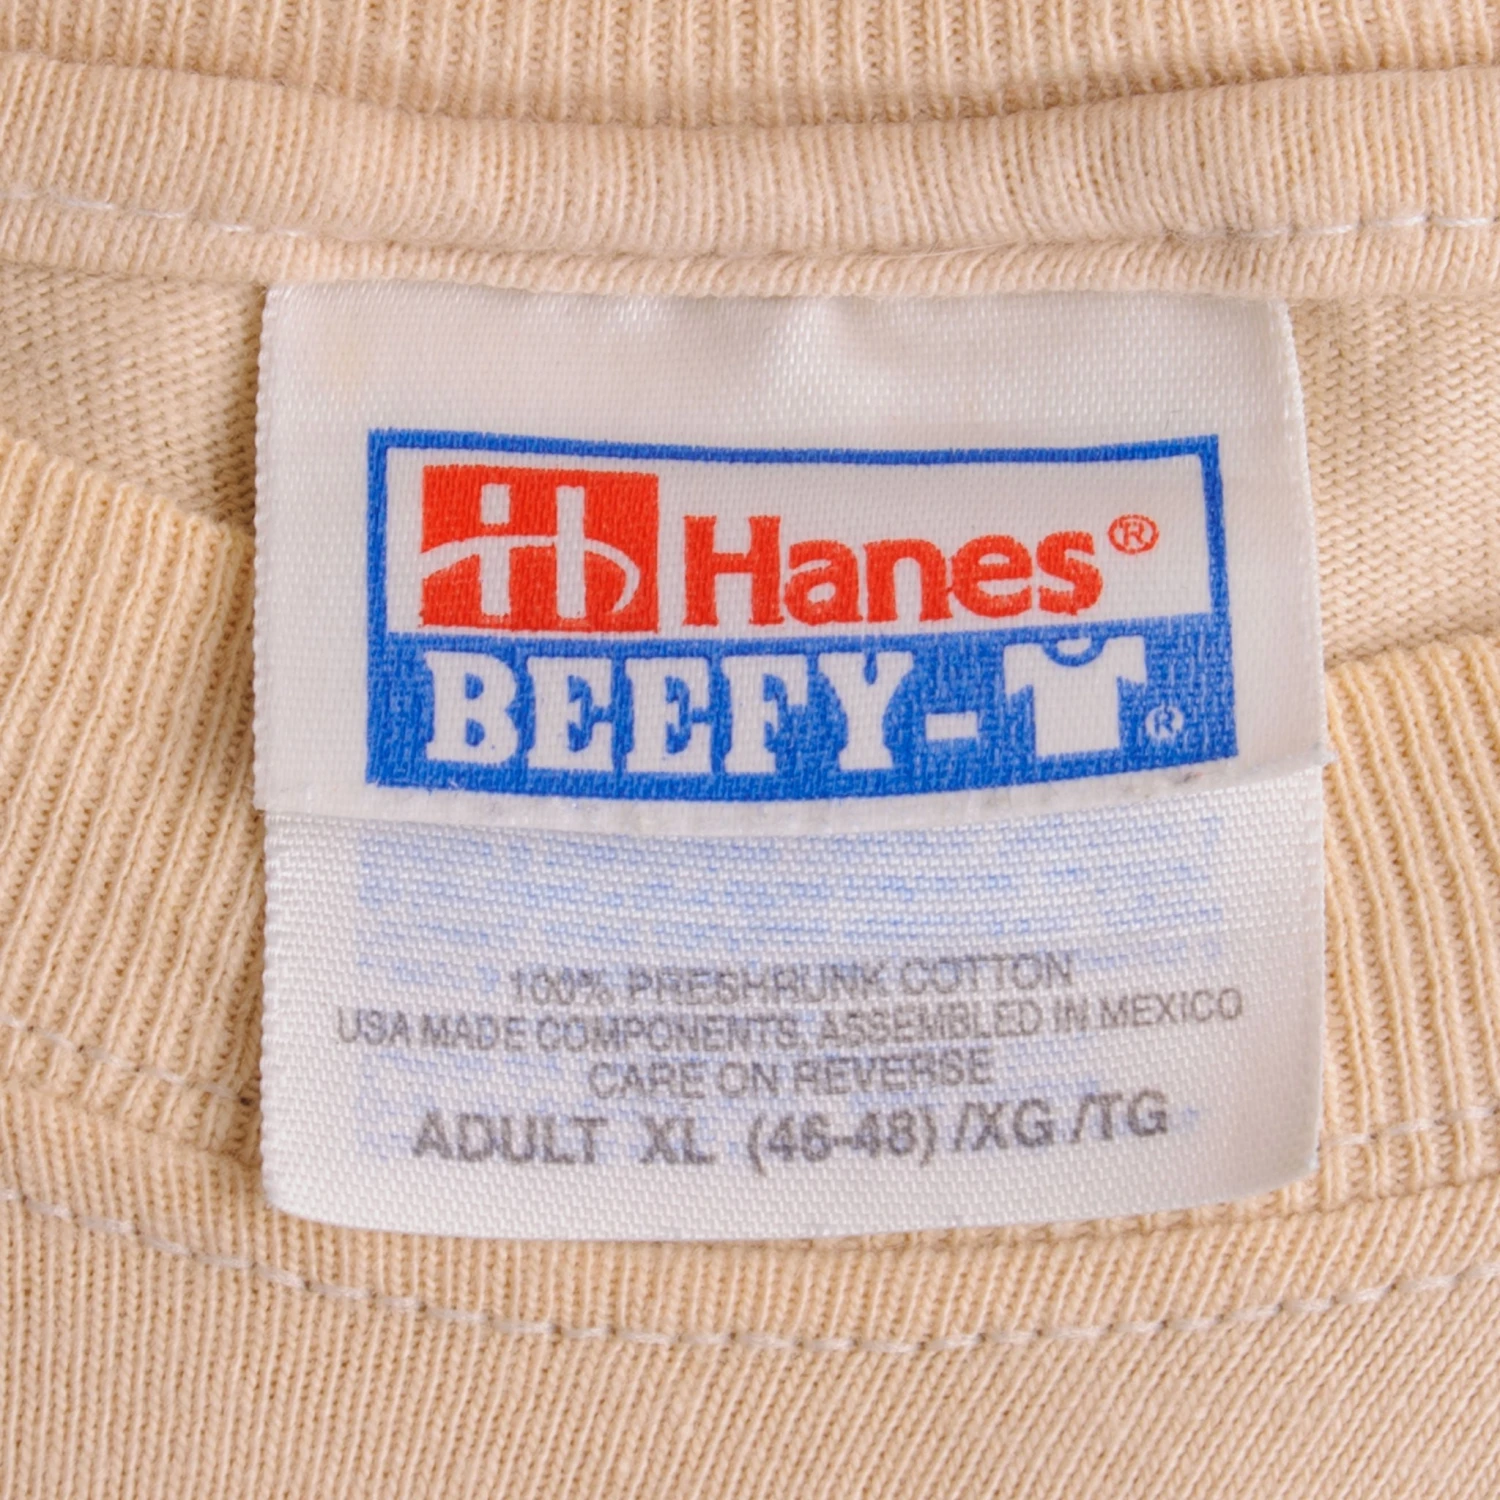 Hanes®
BEEFY-®
100% PRESHRUNK COTTON
USA MADE COMPONENTS, ASSEMBLED IN MEXICO
CARE ON REVERSE
ADULT XL (46-48) /XG /TG